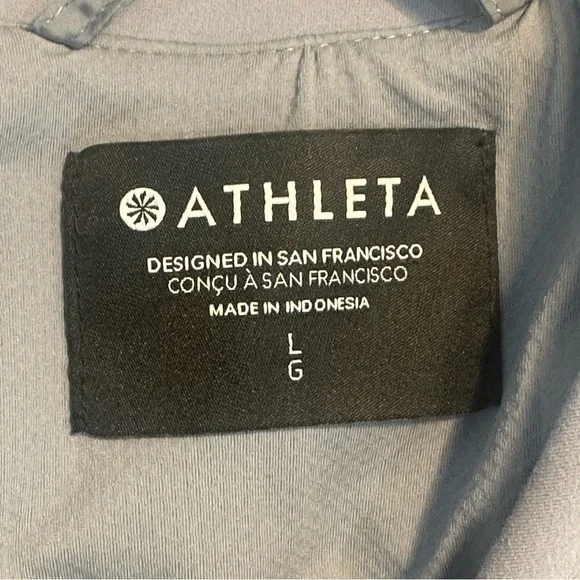 ATHLETA
DESIGNED IN SAN FRANCISCO
CONÇU À SAN FRANCISCO
MADE IN INDONESIA
L
G